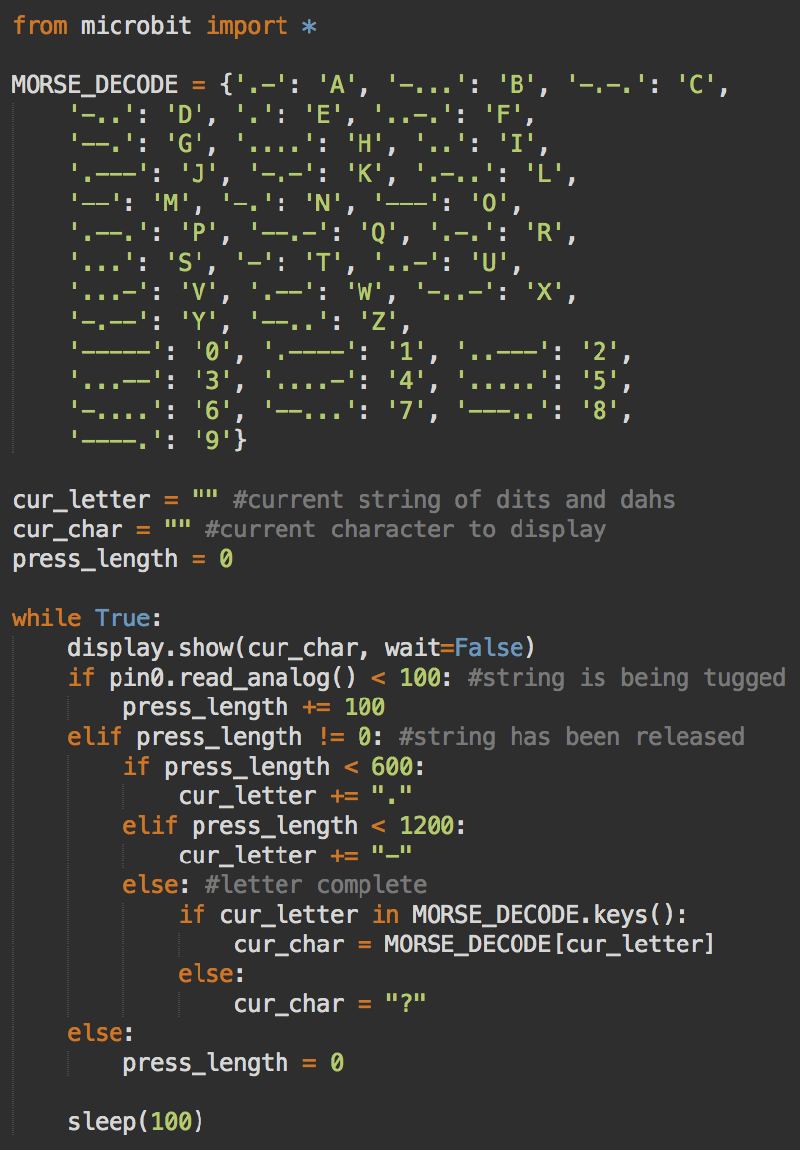 from microbit import *

MORSE_DECODE = {'.-': 'A', '-...': 'B', '-.-.': 'C',
    '-..': 'D', '.': 'E', '..-.': 'F',
    '--.': 'G', '....': 'H', '..': 'I',
    '.---': 'J', '-.-': 'K', '.-..': 'L',
    '--': 'M', '-.': 'N', '---': 'O',
    '.--.': 'P', '--.-': 'Q', '.-.': 'R',
    '...': 'S', '-': 'T', '..-': 'U',
    '...-': 'V', '.--': 'W', '-..-': 'X',
    '-.--': 'Y', '--..': 'Z',
    '-----': '0', '.----': '1', '..---': '2',
    '...--': '3', '....-': '4', '.....': '5',
    '-....': '6', '--...': '7', '---..': '8',
    '----.': '9'}

cur_letter = "" #current string of dits and dahs
cur_char = "" #current character to display
press_length = 0

while True:
    display.show(cur_char, wait=False)
    if pin0.read_analog() < 100: #string is being tugged
        press_length += 100
    elif press_length != 0: #string has been released
        if press_length < 600:
            cur_letter += "."
        elif press_length < 1200:
            cur_letter += "-"
        else: #letter complete
            if cur_letter in MORSE_DECODE.keys():
                cur_char = MORSE_DECODE[cur_letter]
            else:
                cur_char = "?"
    else:
        press_length = 0

    sleep(100)